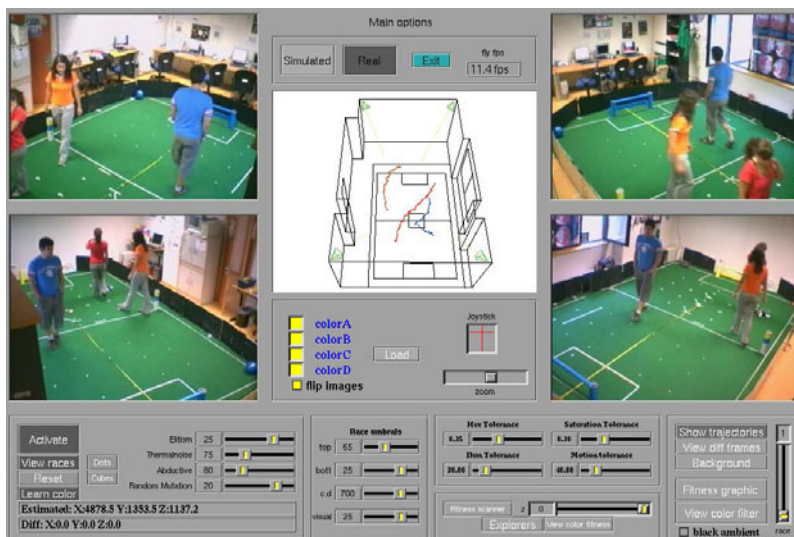 Main options
Simulated
Real
Exit
fly fps
11.4 fps
colorA
colorB
colorC
colorD
flip images
Load
Joystick
zoom
Activate
View races
Reset
Learn color
Dots
Cubes
Elitism 25
Thermalnoise 75
Abductive 80
Random Mutation 20
Estimated: X:4878.5 Y:1353.5 Z:1137.2
Diff: X:0.0 Y:0.0 Z:0.0
Race umbrals
top 65
bott 25
c.d 700
visual 25
Hue Tolerance
0.35
Saturation Tolerance
0.30
Dum Tolerance
30.00
Motion tolerance
40.00
Fitness scanner
z 0
Explorers
View color fitness
Show trajectories
View diff frames
Background
Fitness graphic
View color filter
black ambient
1
race